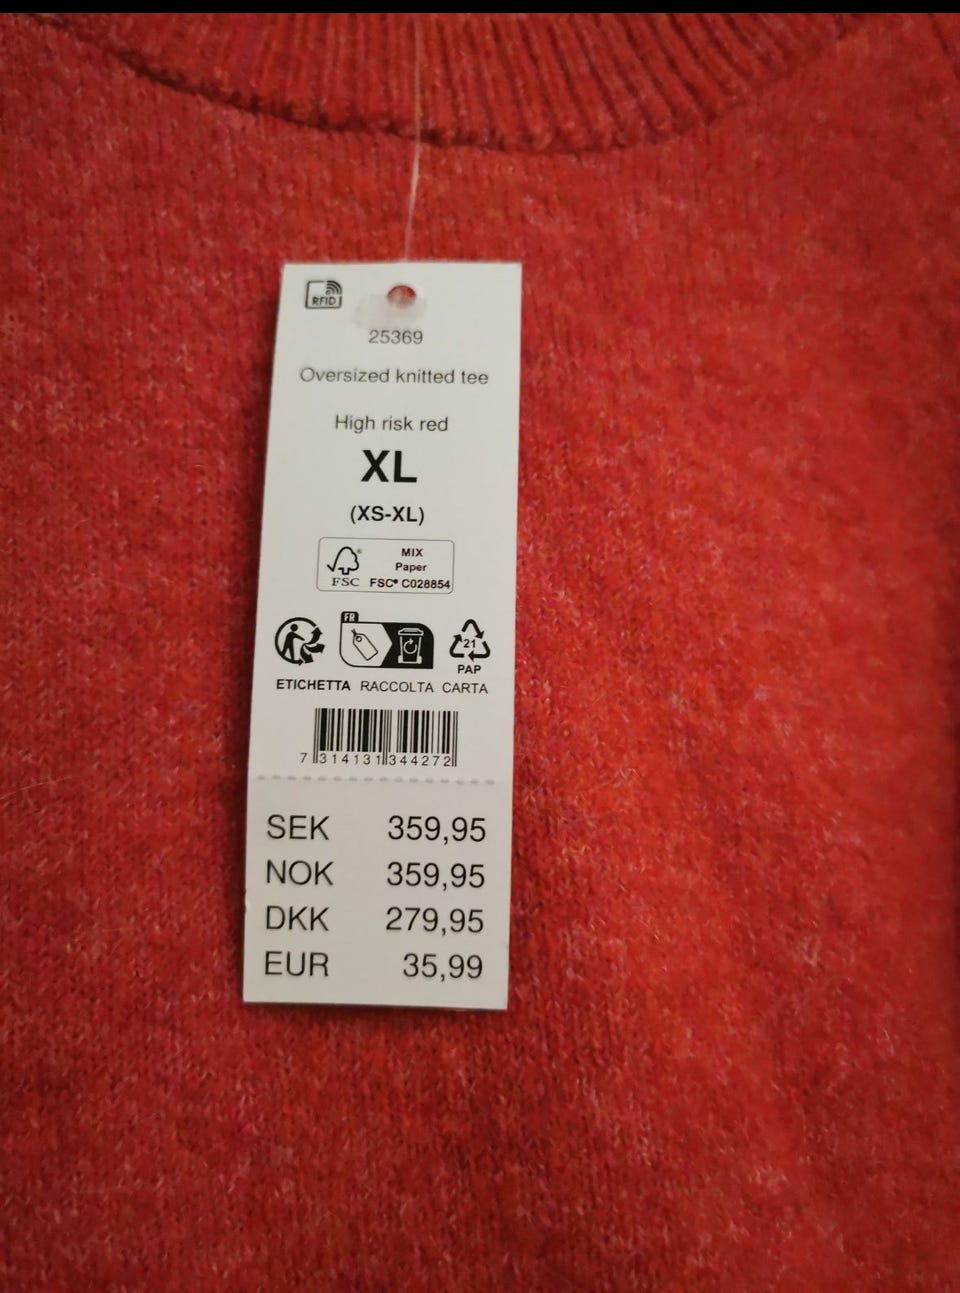 RFID
25369
Oversized knitted tee
High risk red
XL
(XS-XL)
MIX
Paper
FSC® C028854
FSC
FR
21
PAP
ETICHETTA RACCOLTA CARTA
7 314131 344272
SEK 359,95
NOK 359,95
DKK 279,95
EUR 35,99